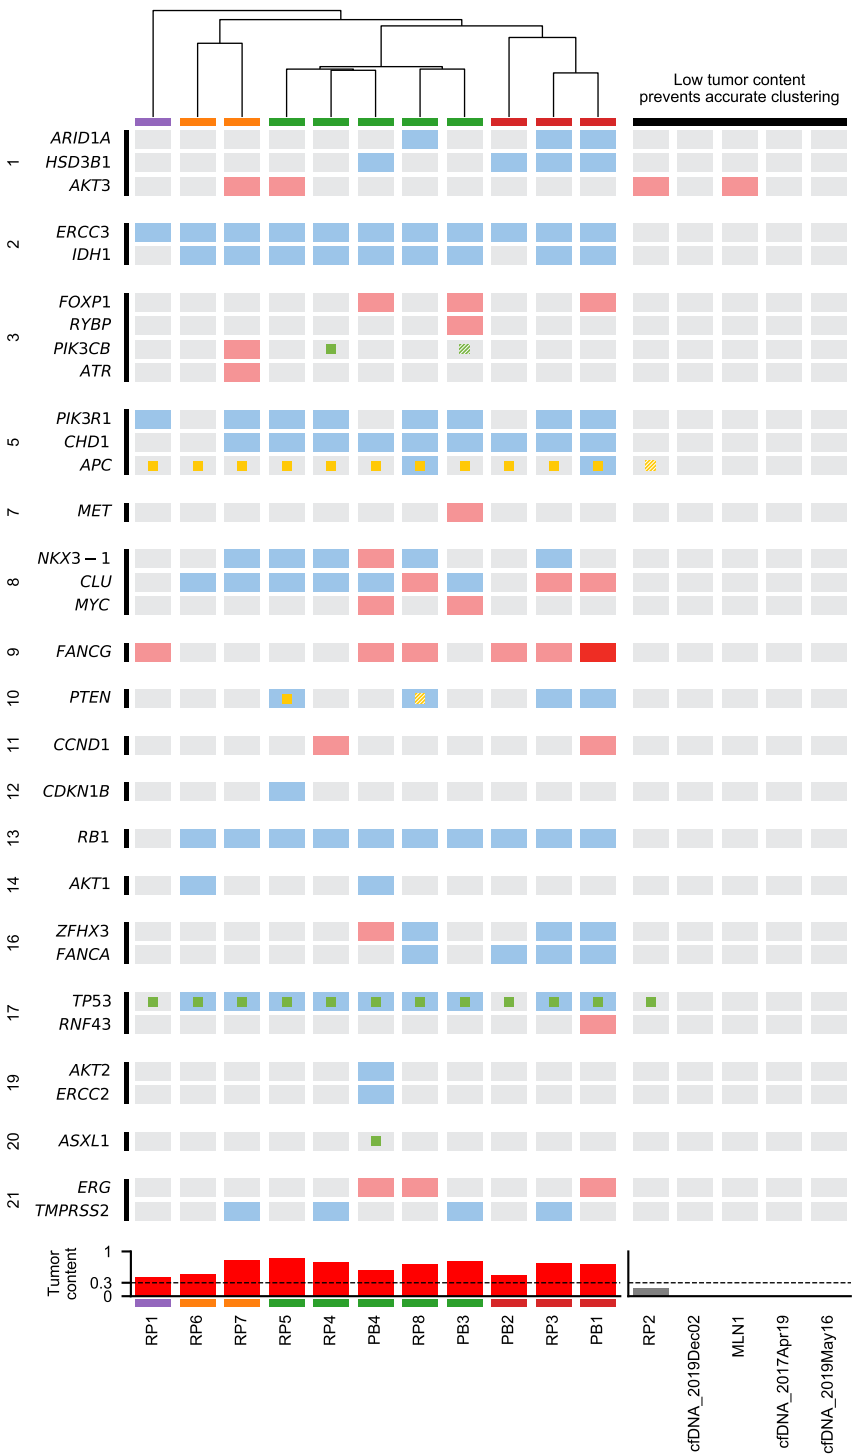 Low tumor content
prevents accurate clustering
1
ARID1A
HSD3B1
AKT3
2
ERCC3
IDH1
3
FOXP1
RYBP
PIK3CB
ATR
5
PIK3R1
CHD1
APC
7
MET
8
NKX3−1
CLU
MYC
9
FANCG
10
PTEN
11
CCND1
12
CDKN1B
13
RB1
14
AKT1
16
ZFHX3
FANCA
17
TP53
RNF43
19
AKT2
ERCC2
20
ASXL1
21
ERG
TMPRSS2
Tumor
content
1
0.3
0
RP1
RP6
RP7
RP5
RP4
PB4
RP8
PB3
PB2
RP3
PB1
RP2
cfDNA_2019Dec02
MLN1
cfDNA_2017Apr19
cfDNA_2019May16